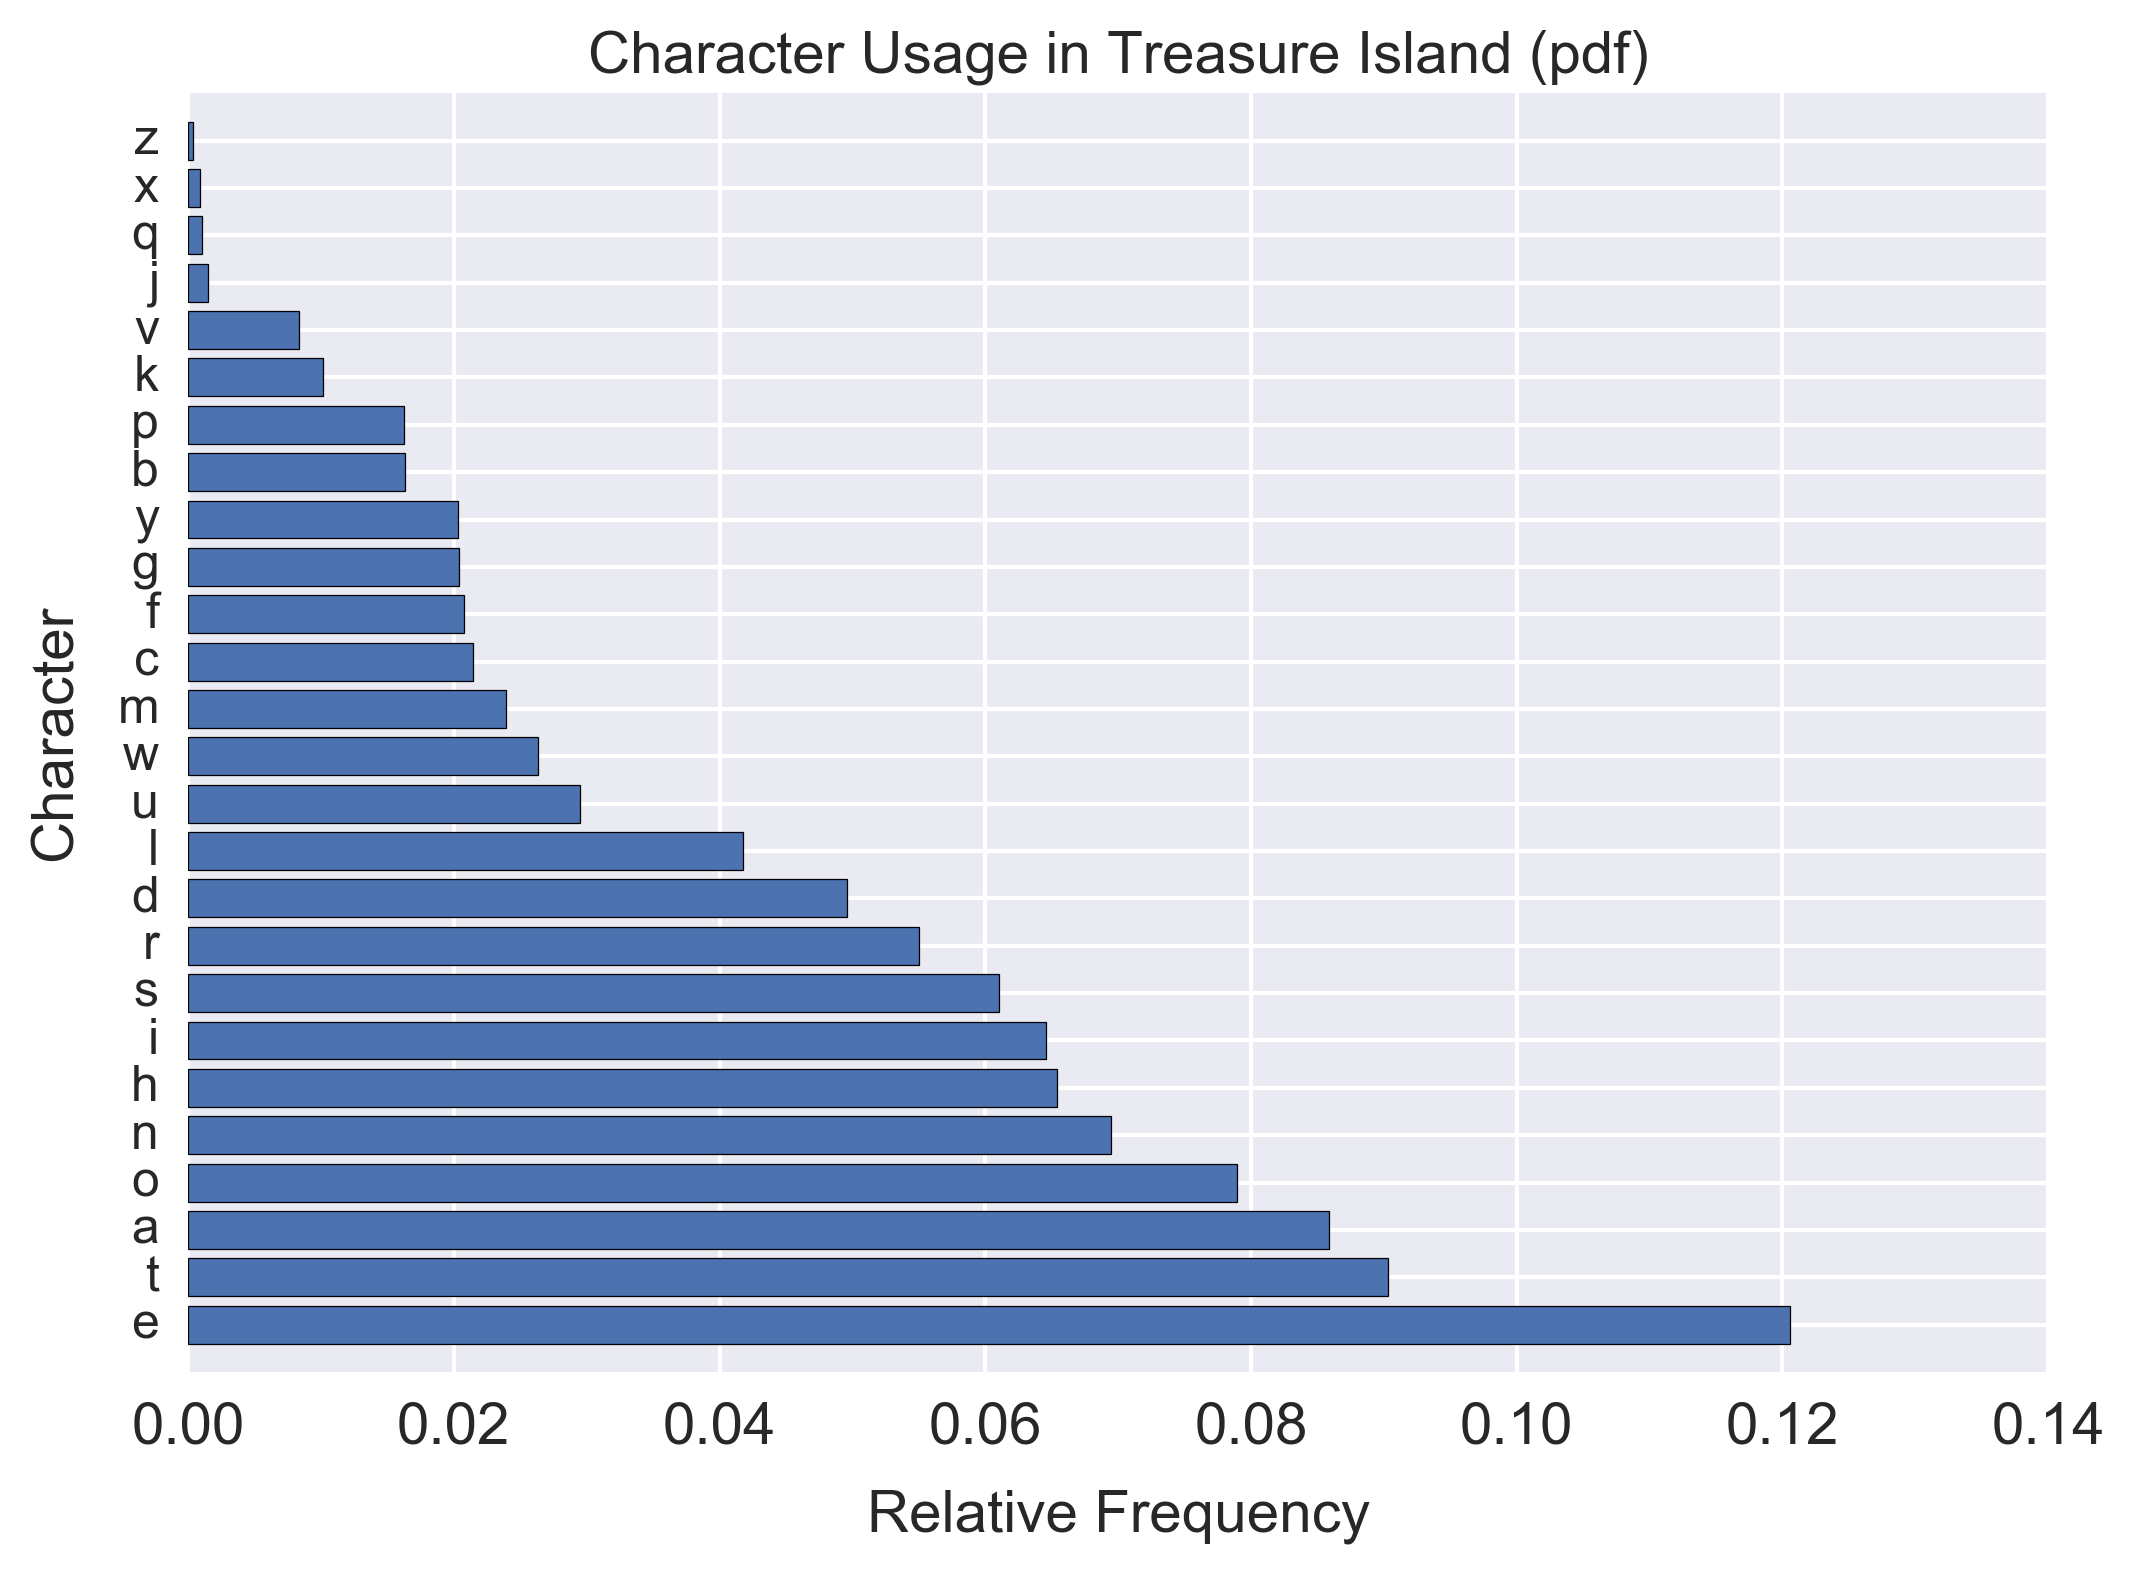 Character Usage in Treasure Island (pdf)
z
x
q
j
v
k
p
b
y
g
f
c
m
w
u
l
d
r
s
i
h
n
o
a
t
e
Character
0.00 0.02 0.04 0.06 0.08 0.10 0.12 0.14
Relative Frequency